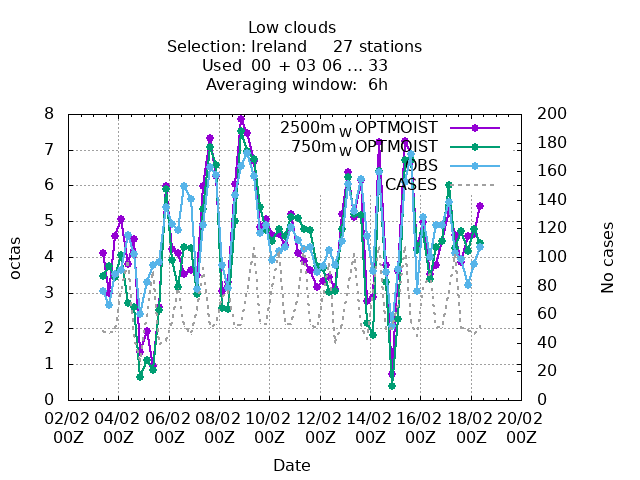 Low clouds
Selection: Ireland 27 stations
Used 00 + 03 06 ... 33
Averaging window: 6h
8 200
7 180
6 160
5 140
4 120
3 100
2 80
1 60
0 40
20
0
octas
No cases
2500m W OPTMOIST
750m W OPTMOIST
OBS
CASES
02/02 04/02 06/02 08/02 10/02 12/02 14/02 16/02 18/02 20/02
00Z 00Z 00Z 00Z 00Z 00Z 00Z 00Z 00Z 00Z
Date